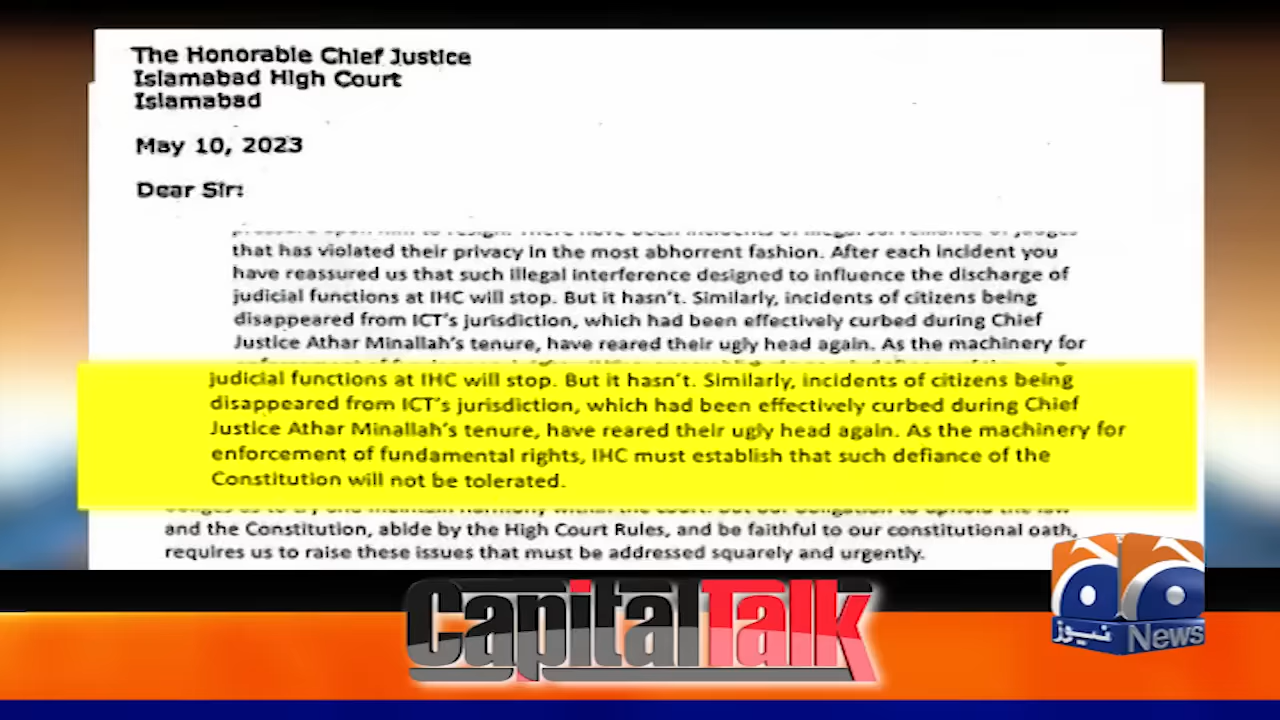 The Honorable Chief Justice
Islamabad High Court
Islamabad
May 10, 2023
Dear Sir:
that has violated their privacy in the most abhorrent fashion. After each incident you
have reassured us that such illegal interference designed to influence the discharge of
judicial functions at IHC will stop. But it hasn't. Similarly, incidents of citizens being
disappeared from ICT's jurisdiction, which had been effectively curbed during Chief
Justice Athar Minallah's tenure, have reared their ugly head again. As the machinery for
judicial functions at IHC will stop. But it hasn't. Similarly, incidents of citizens being
disappeared from ICT's jurisdiction, which had been effectively curbed during Chief
Justice Athar Minallah's tenure, have reared their ugly head again. As the machinery for
enforcement of fundamental rights, IHC must establish that such defiance of the
Constitution will not be tolerated.
and the Constitution, abide by the High Court Rules, and be faithful to our constitutional oath,
requires us to raise these issues that must be addressed squarely and urgently.
Capital Talk
نیوز News